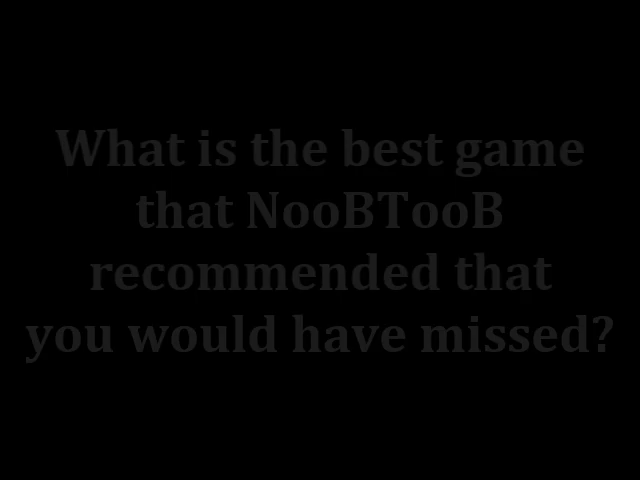 What is the best game
that NooBTooB
recommended that
you would have missed?